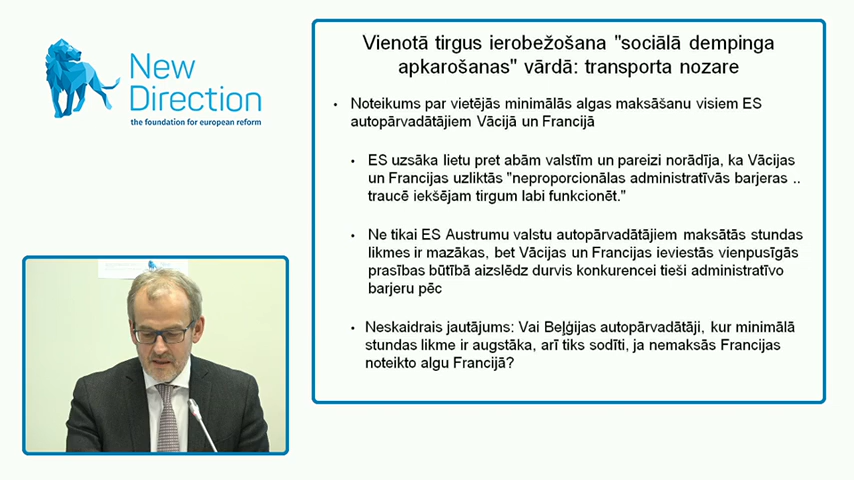 New
Direction
the foundation for european reform
Vienotā tirgus ierobežošana "sociālā dempinga
apkarošanas" vārdā: transporta nozare
• Noteikums par vietējās minimālās algas maksāšanu visiem ES
autopārvadātājiem Vācijā un Francijā
• ES uzsāka lietu pret abām valstīm un pareizi norādīja, ka Vācijas
un Francijas uzliktās "neproporcionālas administratīvās barjeras ..
traucē iekšējam tirgum labi funkcionēt."
• Ne tikai ES Austrumu valstu autopārvadātājiem maksātās stundas
likmes ir mazākas, bet Vācijas un Francijas ieviestās vienpusīgās
prasības būtībā aizslēdz durvis konkurencei tieši administratīvo
barjeru pēc
• Neskaidrais jautājums: Vai Beļģijas autopārvadātāji, kur minimālā
stundas likme ir augstāka, arī tiks sodīti, ja nemaksās Francijas
noteikto algu Francijā?